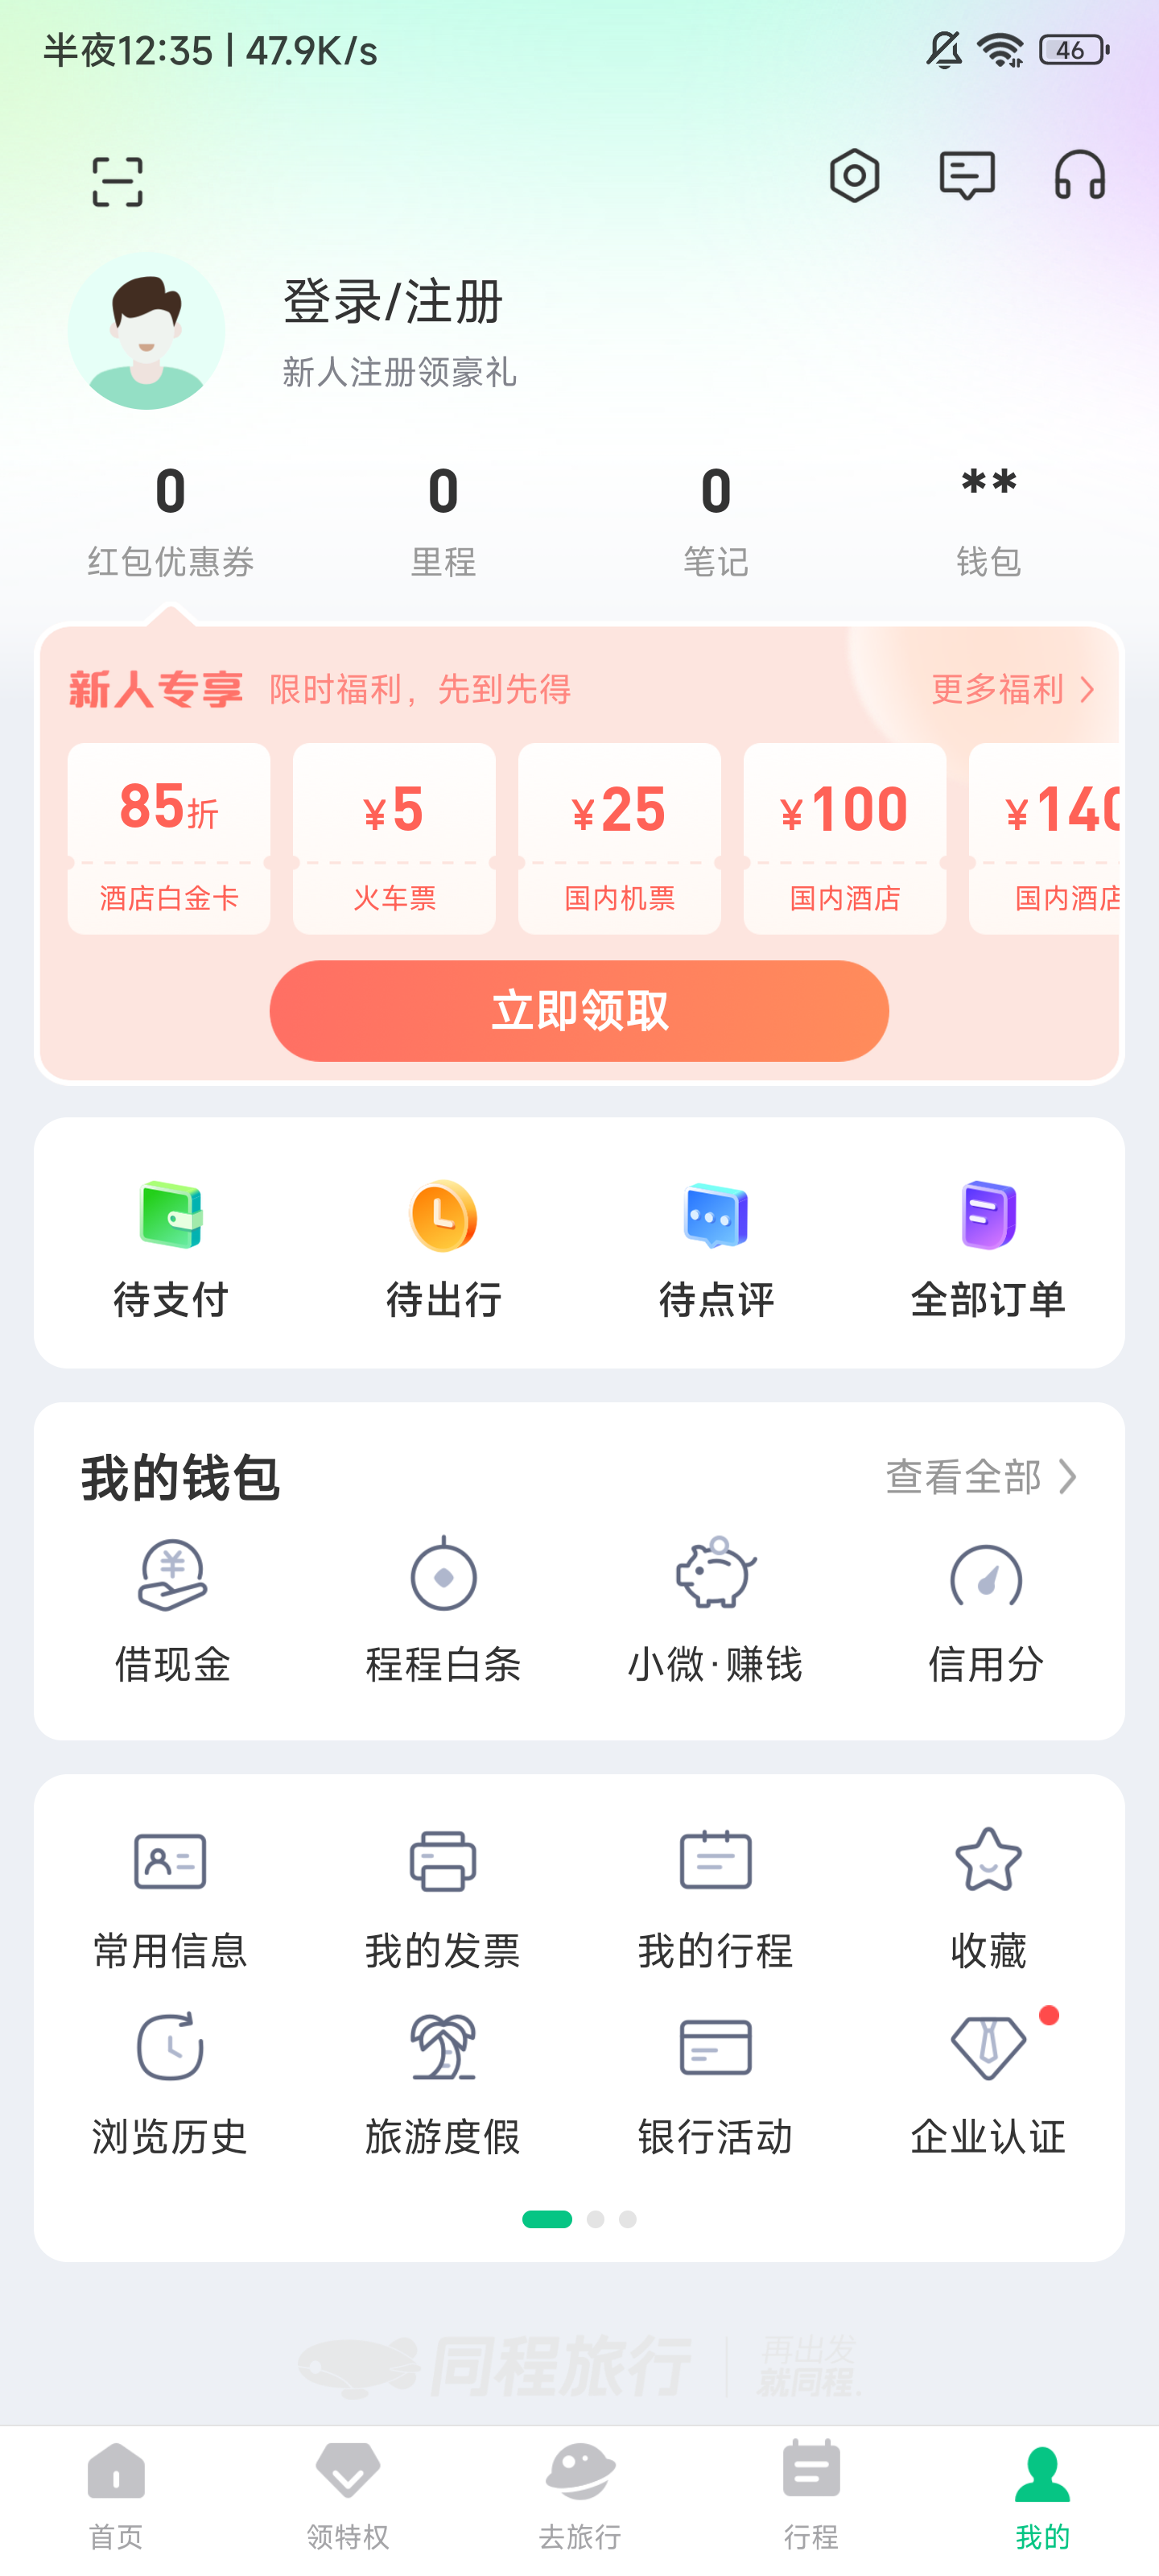 半夜12:35 | 47.9K/s
46
登录/注册
新人注册领豪礼
0
0
0
**
红包优惠券
里程
笔记
钱包
新人专享
限时福利，先到先得
更多福利
85折
¥5
¥25
¥100
¥140
酒店白金卡
火车票
国内机票
国内酒店
国内酒店
立即领取
待支付
待出行
待点评
全部订单
我的钱包
查看全部
¥
借现金
程程白条
小微·赚钱
信用分
常用信息
我的发票
我的行程
收藏
浏览历史
旅游度假
银行活动
企业认证
同程旅行
再出发
就同程.
首页
领特权
去旅行
行程
我的